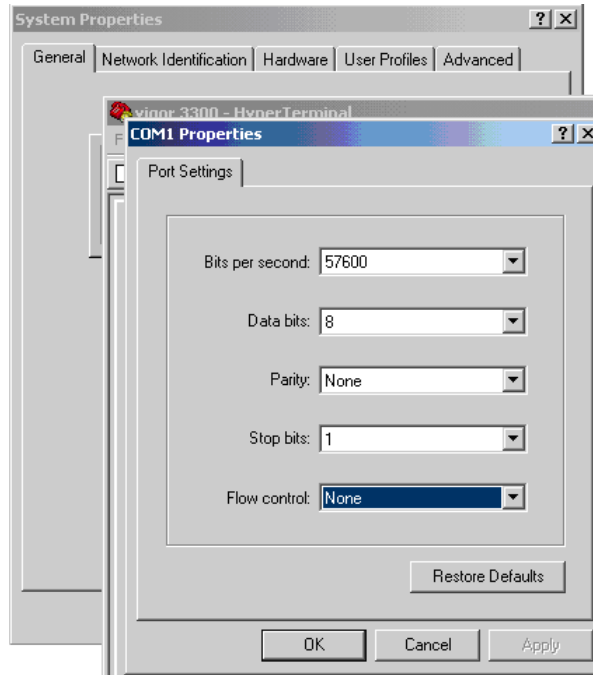 System Properties
General Network Identification Hardware User Profiles Advanced
vigor 3300 - HyperTerminal
F
COM1 Properties
Port Settings
Bits per second: 57600
Data bits: 8
Parity: None
Stop bits: 1
Flow control: None
Restore Defaults
OK Cancel Apply